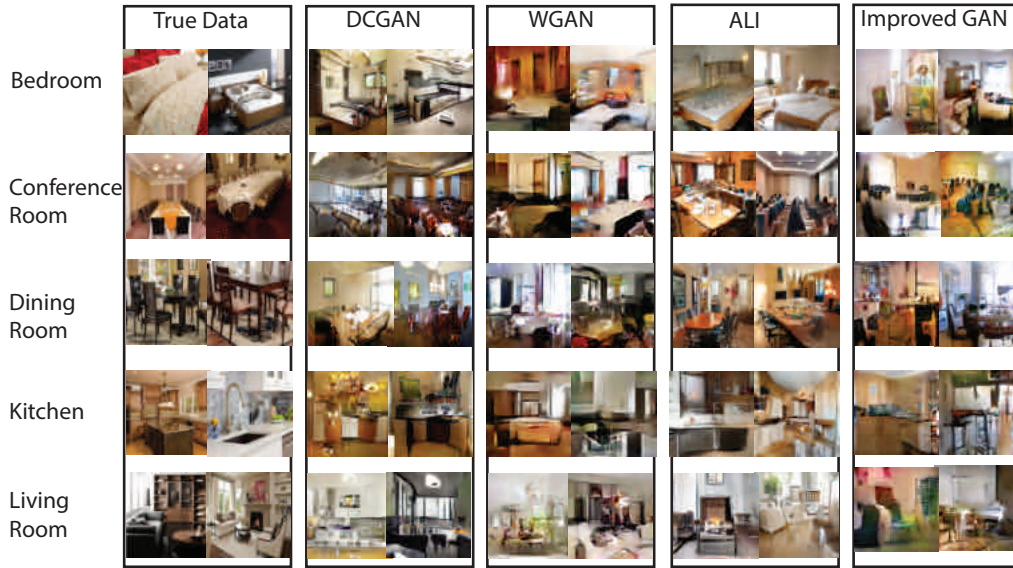 True Data
DCGAN
WGAN
ALI
Improved GAN
Bedroom
Conference
Room
Dining
Room
Kitchen
Living
Room